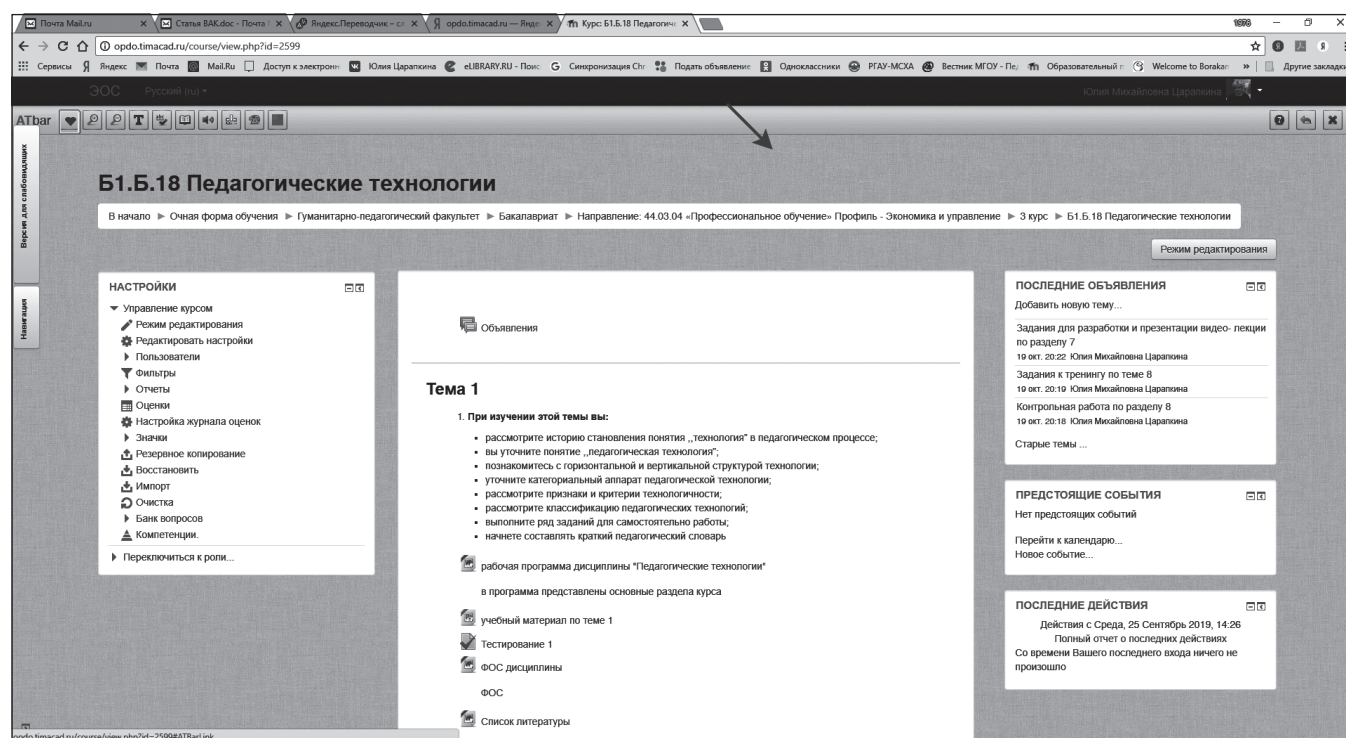 Почта Mail.ru
Статья ВАК.doc - Почта
Яндекс.Переводчик – сл
opdo.timacad.ru — Янде
Курс: Б1.Б.18 Педагогиче
1976
opdo.timacad.ru/course/view.php?id=2599
Сервисы Яндекс Почта Mail.Ru Доступ к электронн Юлия Царапкина eLIBRARY.RU - Поис Синхронизация Chr Подать объявление Одноклассники РГАУ-МСХА Вестник МГОУ - Пе Образовательный п Welcome to Borakan » Другие закладки
ЭОС Русский (ru)
Юлия Михайловна Царапкина
ATbar
Версия для слабовидящих
Навигация
Б1.Б.18 Педагогические технологии
В начало ► Очная форма обучения ► Гуманитарно-педагогический факультет ► Бакалавриат ► Направление: 44.03.04 «Профессиональное обучение» Профиль - Экономика и управление ► 3 курс ► Б1.Б.18 Педагогические технологии
Режим редактирования
НАСТРОЙКИ
Управление курсом
Режим редактирования
Редактировать настройки
Пользователи
Фильтры
Отчеты
Оценки
Настройка журнала оценок
Значки
Резервное копирование
Восстановить
Импорт
Очистка
Банк вопросов
Компетенции.
Переключиться к роли...
Объявления
Тема 1
1. При изучении этой темы вы:
▪ рассмотрите историю становления понятия ,,технология" в педагогическом процессе;
▪ вы уточните понятие ,,педагогическая технология";
▪ познакомитесь с горизонтальной и вертикальной структурой технологии;
▪ уточните категориальный аппарат педагогической технологии;
▪ рассмотрите признаки и критерии технологичности;
▪ рассмотрите классификацию педагогических технологий;
▪ выполните ряд заданий для самостоятельно работы;
▪ начнете составлять краткий педагогический словарь
рабочая программа дисциплины "Педагогические технологии"
в программа представлены основные раздела курса
учебный материал по теме 1
Тестирование 1
ФОС дисциплины
ФОС
Список литературы
ПОСЛЕДНИЕ ОБЪЯВЛЕНИЯ
Добавить новую тему...
Задания для разработки и презентации видео- лекции
по разделу 7
19 окт. 20:22 Юлия Михайловна Царапкина
Задания к тренингу по теме 8
19 окт. 20:19 Юлия Михайловна Царапкина
Контрольная работа по разделу 8
19 окт. 20:18 Юлия Михайловна Царапкина
Старые темы ...
ПРЕДСТОЯЩИЕ СОБЫТИЯ
Нет предстоящих событий
Перейти к календарю...
Новое событие...
ПОСЛЕДНИЕ ДЕЙСТВИЯ
Действия с Среда, 25 Сентябрь 2019, 14:26
Полный отчет о последних действиях
Со времени Вашего последнего входа ничего не
произошло
opdo.timacad.ru/course/view.php?id=2599#ATBarLink